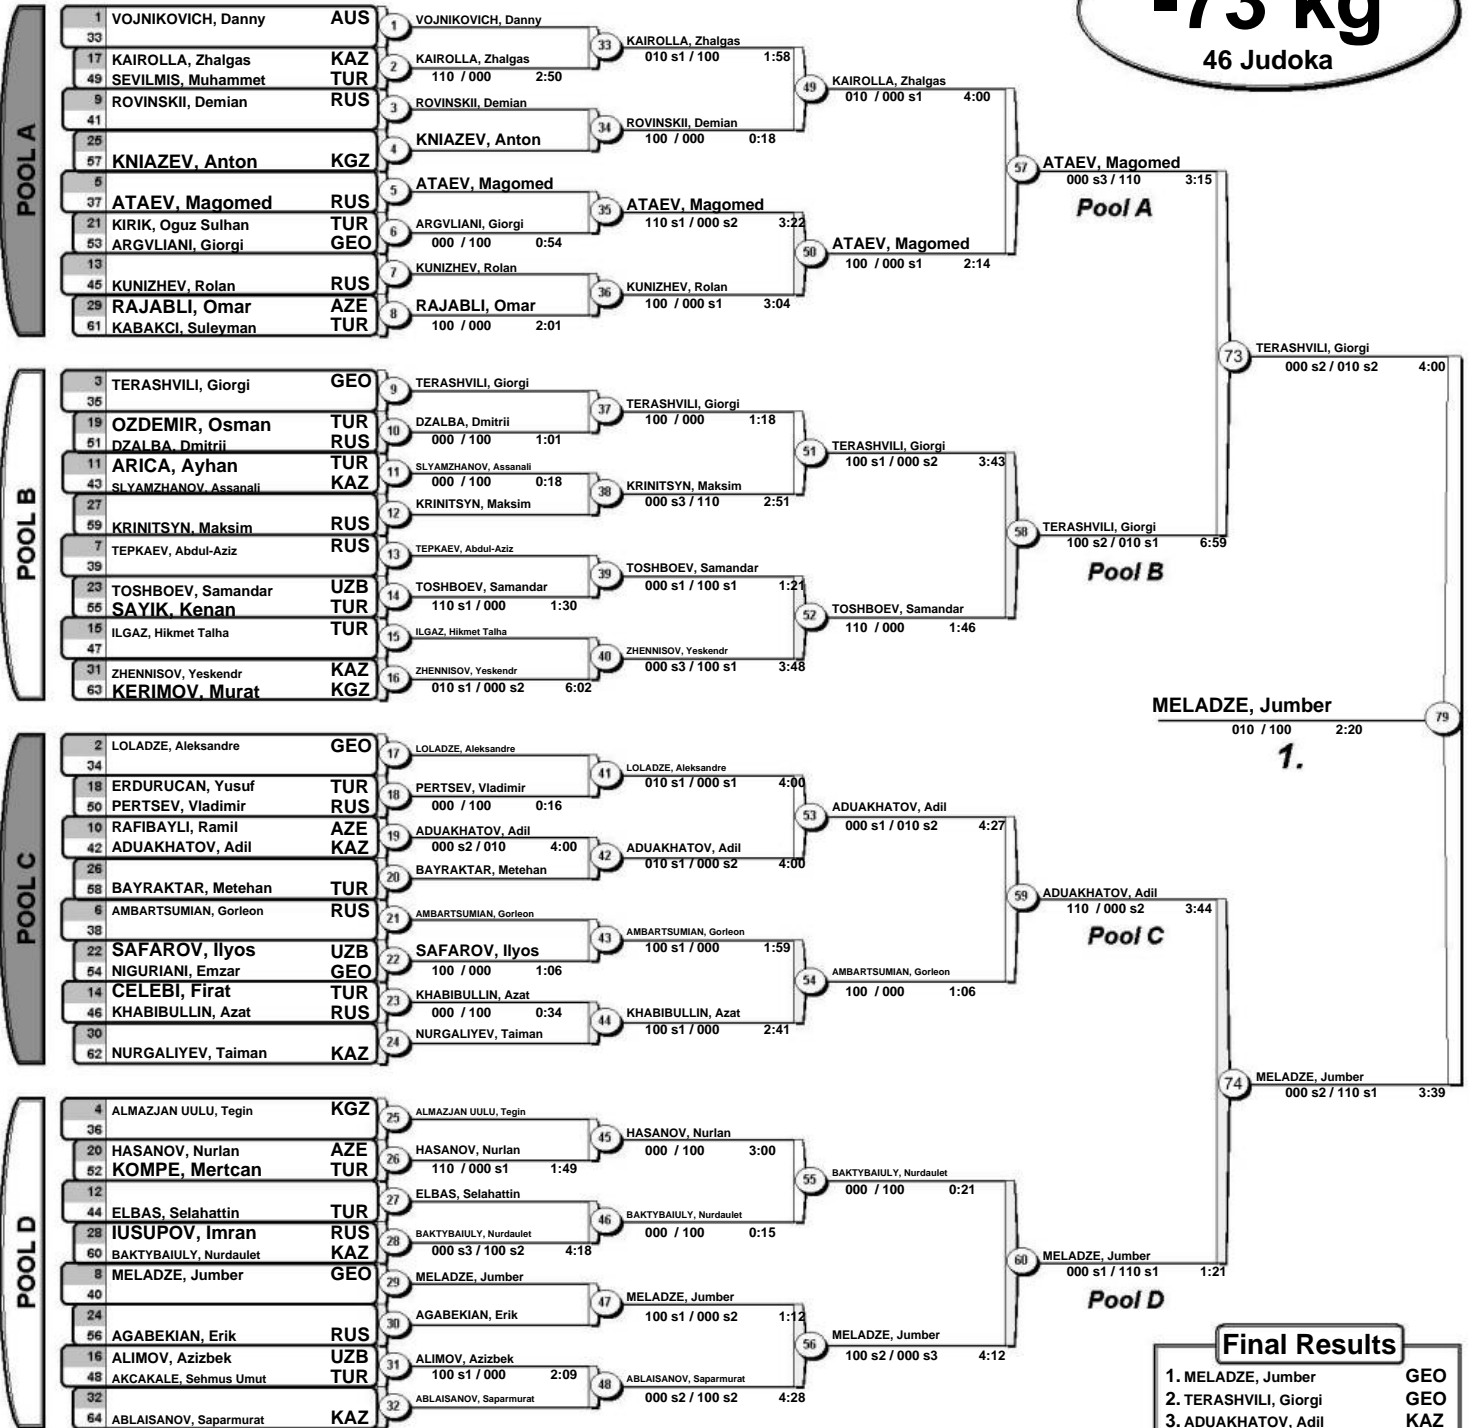 -73 kg
46 Judoka
POOL A
1 VOJNIKOVICH, Danny AUS
33
17 KAIROLLA, Zhalgas KAZ
49 SEVILMIS, Muhammet TUR
9 ROVINSKII, Demian RUS
41
25
57 KNIAZEV, Anton KGZ
5
37 ATAEV, Magomed RUS
21 KIRIK, Oguz Sulhan TUR
53 ARGVLIANI, Giorgi GEO
13
45 KUNIZHEV, Rolan RUS
29 RAJABLI, Omar AZE
61 KABAKCI, Suleyman TUR
1 VOJNIKOVICH, Danny
2 KAIROLLA, Zhalgas
110 / 000 2:50
3 ROVINSKII, Demian
4 KNIAZEV, Anton
5 ATAEV, Magomed
6 ARGVLIANI, Giorgi
000 / 100 0:54
7 KUNIZHEV, Rolan
8 RAJABLI, Omar
100 / 000 2:01
33 KAIROLLA, Zhalgas
010 s1 / 100 1:58
34 ROVINSKII, Demian
100 / 000 0:18
35 ATAEV, Magomed
110 s1 / 000 s2 3:22
36 KUNIZHEV, Rolan
100 / 000 s1 3:04
49 KAIROLLA, Zhalgas
010 / 000 s1 4:00
50 ATAEV, Magomed
100 / 000 s1 2:14
57 ATAEV, Magomed
000 s3 / 110 3:15
Pool A
POOL B
3 TERASHVILI, Giorgi GEO
35
19 OZDEMIR, Osman TUR
51 DZALBA, Dmitrii RUS
11 ARICA, Ayhan TUR
43 SLYAMZHANOV, Assanali KAZ
27
59 KRINITSYN, Maksim RUS
7 TEPKAEV, Abdul-Aziz RUS
39
23 TOSHBOEV, Samandar UZB
55 SAYIK, Kenan TUR
15 ILGAZ, Hikmet Talha TUR
47
31 ZHENNISOV, Yeskendr KAZ
63 KERIMOV, Murat KGZ
9 TERASHVILI, Giorgi
10 DZALBA, Dmitrii
000 / 100 1:01
11 SLYAMZHANOV, Assanali
000 / 100 0:18
12 KRINITSYN, Maksim
13 TEPKAEV, Abdul-Aziz
14 TOSHBOEV, Samandar
110 s1 / 000 1:30
15 ILGAZ, Hikmet Talha
16 ZHENNISOV, Yeskendr
010 s1 / 000 s2 6:02
37 TERASHVILI, Giorgi
100 / 000 1:18
38 KRINITSYN, Maksim
000 s3 / 110 2:51
39 TOSHBOEV, Samandar
000 s1 / 100 s1 1:21
40 ZHENNISOV, Yeskendr
000 s3 / 100 s1 3:48
51 TERASHVILI, Giorgi
100 s1 / 000 s2 3:43
52 TOSHBOEV, Samandar
110 / 000 1:46
58 TERASHVILI, Giorgi
100 s2 / 010 s1 6:59
Pool B
73 TERASHVILI, Giorgi
000 s2 / 010 s2 4:00
MELADZE, Jumber 79
010 / 100 2:20
1.
POOL C
2 LOLADZE, Aleksandre GEO
34
18 ERDURUCAN, Yusuf TUR
50 PERTSEV, Vladimir RUS
10 RAFIBAYLI, Ramil AZE
42 ADUAKHATOV, Adil KAZ
26
58 BAYRAKTAR, Metehan TUR
6 AMBARTSUMIAN, Gorleon RUS
38
22 SAFAROV, Ilyos UZB
54 NIGURIANI, Emzar GEO
14 CELEBI, Firat TUR
46 KHABIBULLIN, Azat RUS
30
62 NURGALIYEV, Taiman KAZ
17 LOLADZE, Aleksandre
18 PERTSEV, Vladimir
000 / 100 0:16
19 ADUAKHATOV, Adil
000 s2 / 010 4:00
20 BAYRAKTAR, Metehan
21 AMBARTSUMIAN, Gorleon
22 SAFAROV, Ilyos
100 / 000 1:06
23 KHABIBULLIN, Azat
000 / 100 0:34
24 NURGALIYEV, Taiman
41 LOLADZE, Aleksandre
010 s1 / 000 s1 4:00
42 ADUAKHATOV, Adil
010 s1 / 000 s2 4:00
43 AMBARTSUMIAN, Gorleon
100 s1 / 000 1:59
44 KHABIBULLIN, Azat
100 s1 / 000 2:41
53 ADUAKHATOV, Adil
000 s1 / 010 s2 4:27
54 AMBARTSUMIAN, Gorleon
100 / 000 1:06
59 ADUAKHATOV, Adil
110 / 000 s2 3:44
Pool C
POOL D
4 ALMAZJAN UULU, Tegin KGZ
36
20 HASANOV, Nurlan AZE
52 KOMPE, Mertcan TUR
12
44 ELBAS, Selahattin TUR
28 IUSUPOV, Imran RUS
60 BAKTYBAIULY, Nurdaulet KAZ
8 MELADZE, Jumber GEO
40
24
56 AGABEKIAN, Erik RUS
16 ALIMOV, Azizbek UZB
48 AKCAKALE, Sehmus Umut TUR
32
64 ABLAISANOV, Saparmurat KAZ
25 ALMAZJAN UULU, Tegin
26 HASANOV, Nurlan
110 / 000 s1 1:49
27 ELBAS, Selahattin
28 BAKTYBAIULY, Nurdaulet
000 s3 / 100 s2 4:18
29 MELADZE, Jumber
30 AGABEKIAN, Erik
31 ALIMOV, Azizbek
100 s1 / 000 2:09
32 ABLAISANOV, Saparmurat
45 HASANOV, Nurlan
000 / 100 3:00
46 BAKTYBAIULY, Nurdaulet
000 / 100 0:15
47 MELADZE, Jumber
100 s1 / 000 s2 1:12
48 ABLAISANOV, Saparmurat
000 s2 / 100 s2 4:28
55 BAKTYBAIULY, Nurdaulet
000 / 100 0:21
56 MELADZE, Jumber
100 s2 / 000 s3 4:12
60 MELADZE, Jumber
000 s1 / 110 s1 1:21
Pool D
74 MELADZE, Jumber
000 s2 / 110 s1 3:39
Final Results
1. MELADZE, Jumber GEO
2. TERASHVILI, Giorgi GEO
3. ADUAKHATOV, Adil KAZ